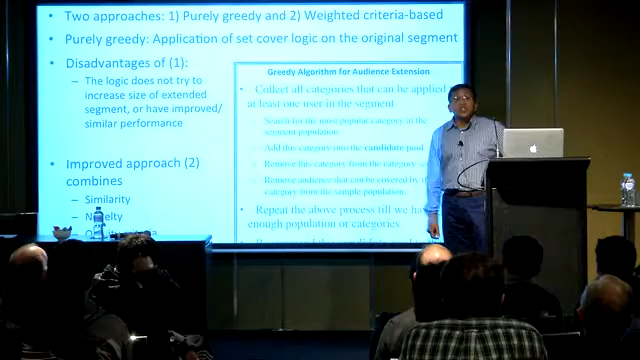 • Two approaches: 1) Purely greedy and 2) Weighted criteria-based
• Purely greedy: Application of set cover logic on the original segment
• Disadvantages of (1):
– The logic does not try to
increase size of extended
segment, or have improved/
similar performance
• Improved approach (2)
combines
– Similarity
– Novelty
Greedy Algorithm for Audience Extension
• Collect all categories that can be applied
at least one user in the segment
Search for the most popular category in the
segment population
Add this category into the candidate pool
Remove this category from the category
Remove audience that can be covered by
category from the sample population.
• Repeat the above process till we ha
enough population or categories